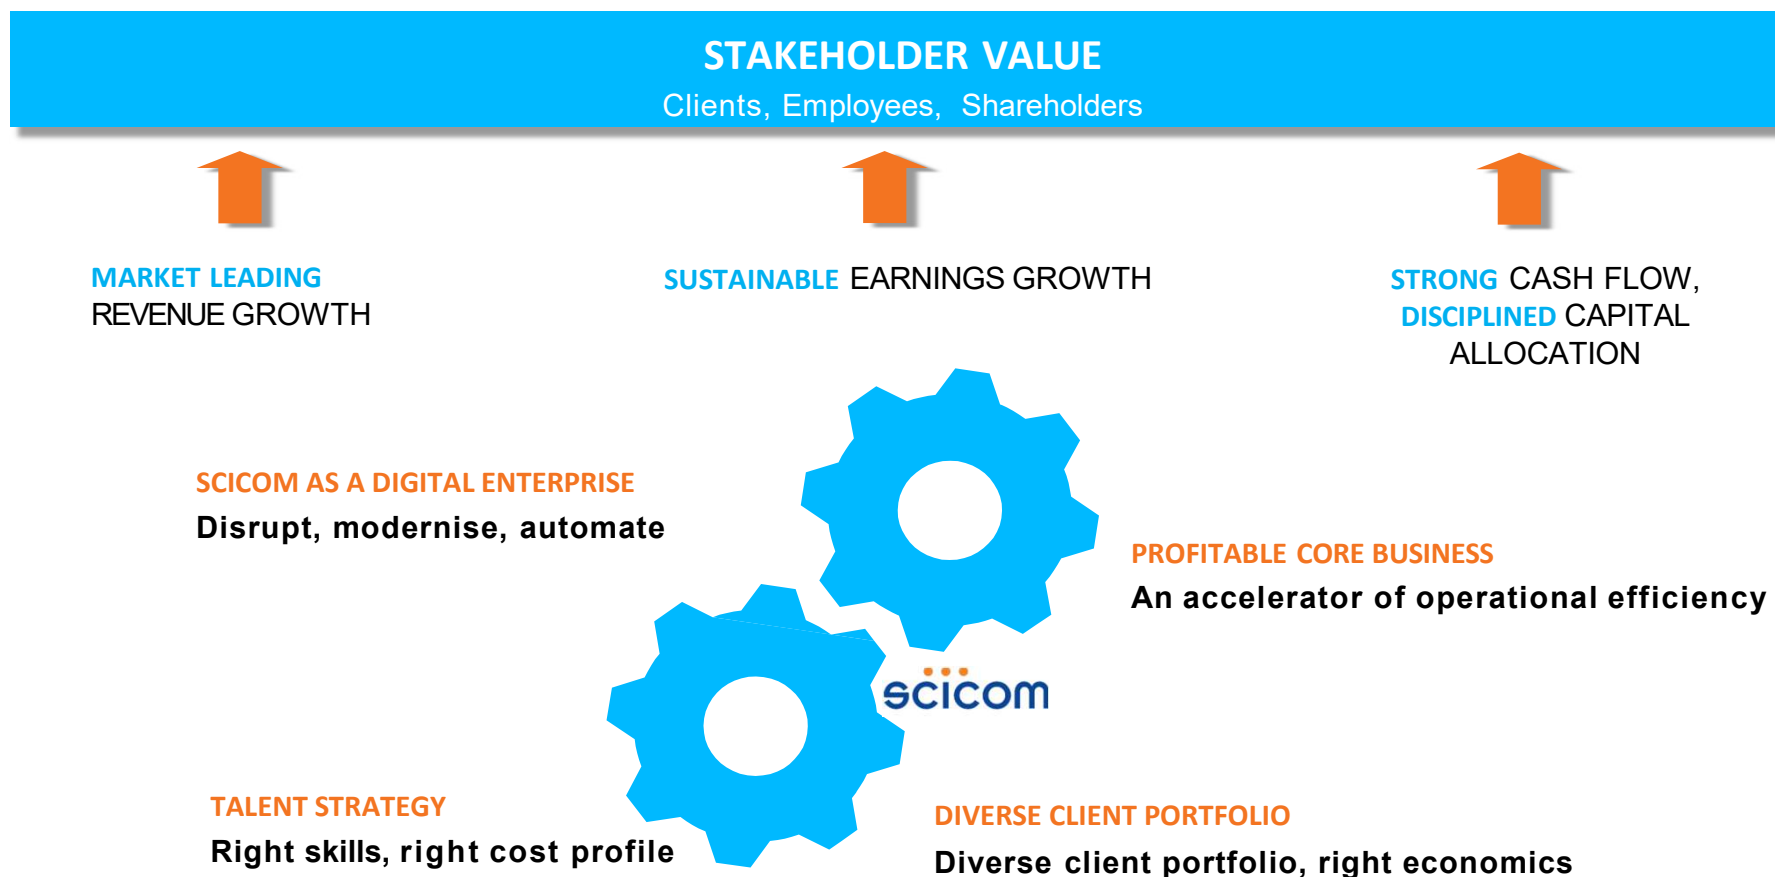 STAKEHOLDER VALUE
Clients, Employees, Shareholders
MARKET LEADING
REVENUE GROWTH
SUSTAINABLE EARNINGS GROWTH
STRONG CASH FLOW,
DISCIPLINED CAPITAL
ALLOCATION
SCICOM AS A DIGITAL ENTERPRISE
Disrupt, modernise, automate
PROFITABLE CORE BUSINESS
An accelerator of operational efficiency
scicom
TALENT STRATEGY
Right skills, right cost profile
DIVERSE CLIENT PORTFOLIO
Diverse client portfolio, right economics